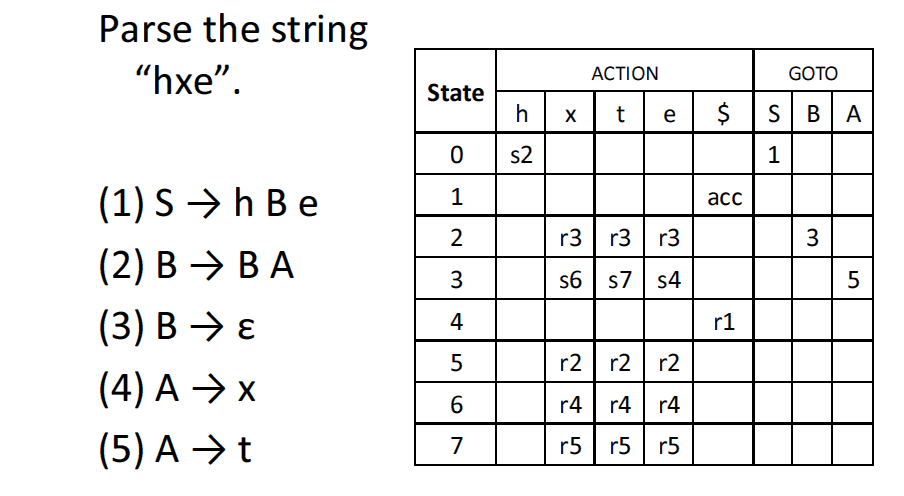 Parse the string
“hxe”.
(1) S → h B e
(2) B → B A
(3) B → ε
(4) A → x
(5) A → t
State ACTION GOTO
h x t e $ S B A
0 s2 1
1 acc
2 r3 r3 r3 3
3 s6 s7 s4 5
4 r1
5 r2 r2 r2
6 r4 r4 r4
7 r5 r5 r5